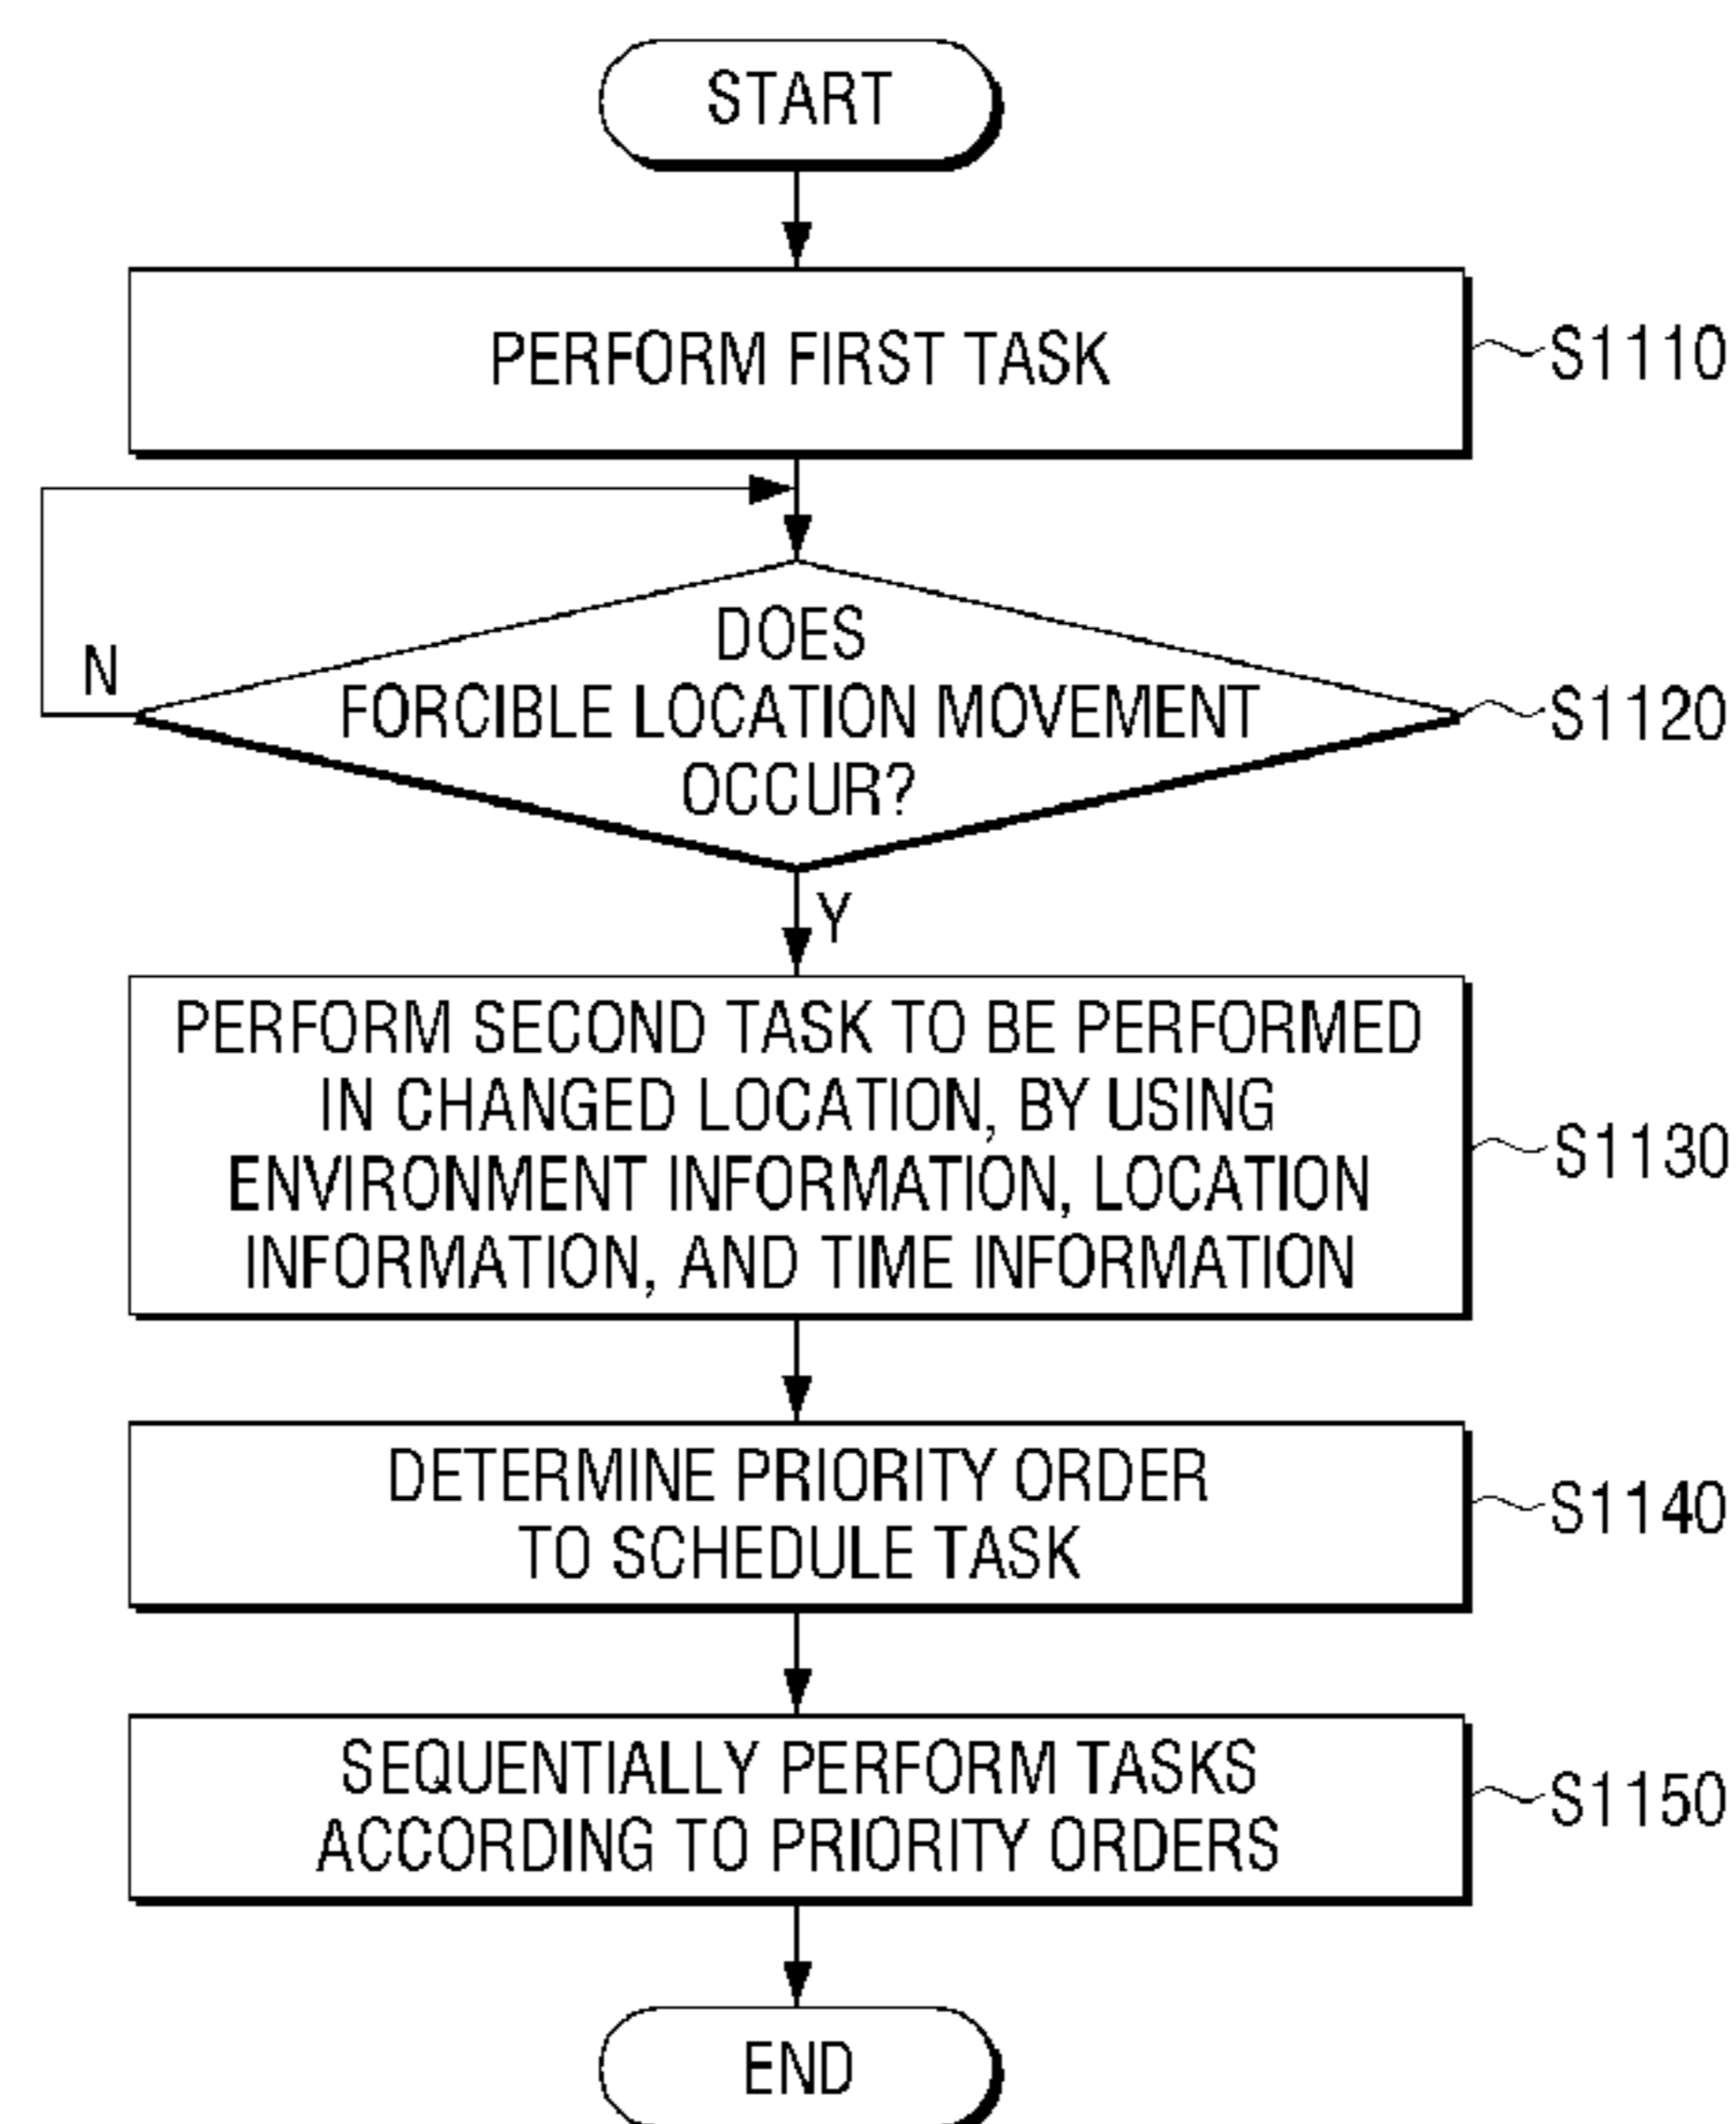 START
PERFORM FIRST TASK
S1110
DOES
FORCIBLE LOCATION MOVEMENT
OCCUR?
S1120
N
Y
PERFORM SECOND TASK TO BE PERFORMED
IN CHANGED LOCATION, BY USING
ENVIRONMENT INFORMATION, LOCATION
INFORMATION, AND TIME INFORMATION
S1130
DETERMINE PRIORITY ORDER
TO SCHEDULE TASK
S1140
SEQUENTIALLY PERFORM TASKS
ACCORDING TO PRIORITY ORDERS
S1150
END